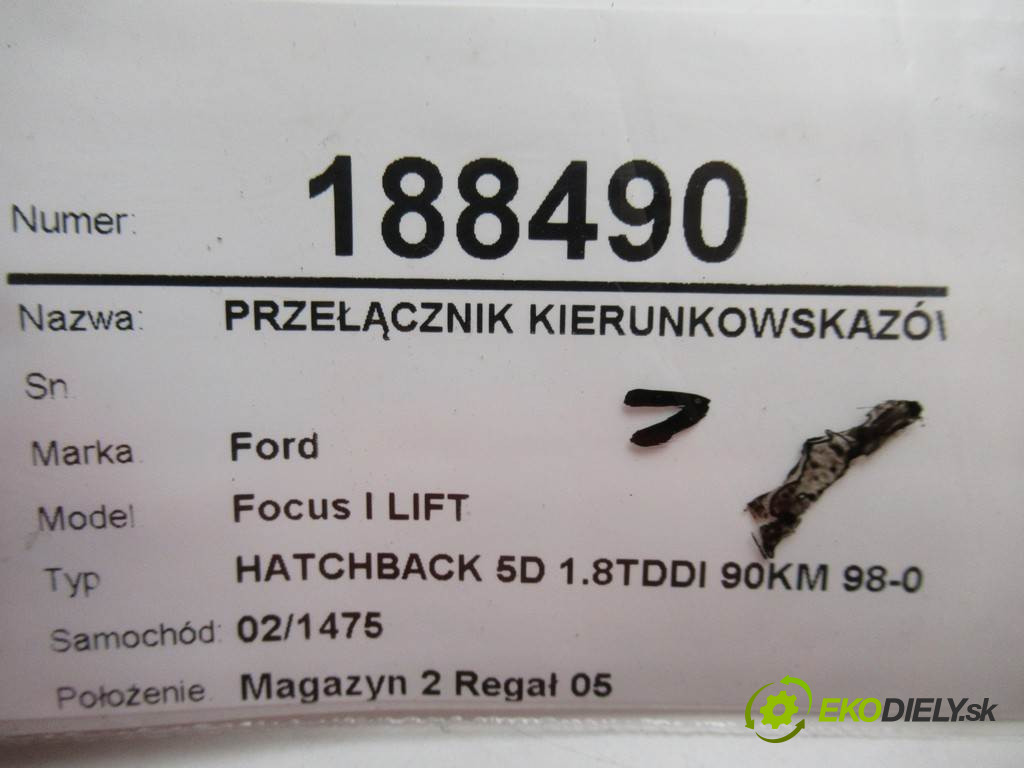 Numer: 188490
Nazwa: PRZEŁĄCZNIK KIERUNKOWSKAZÓ
Sn
Marka Ford
Model Focus I LIFT
Typ HATCHBACK 5D 1.8TDDI 90KM 98-0
Samochód: 02/1475
Położenie. Magazyn 2 Regał 05
EKODIELY.sk